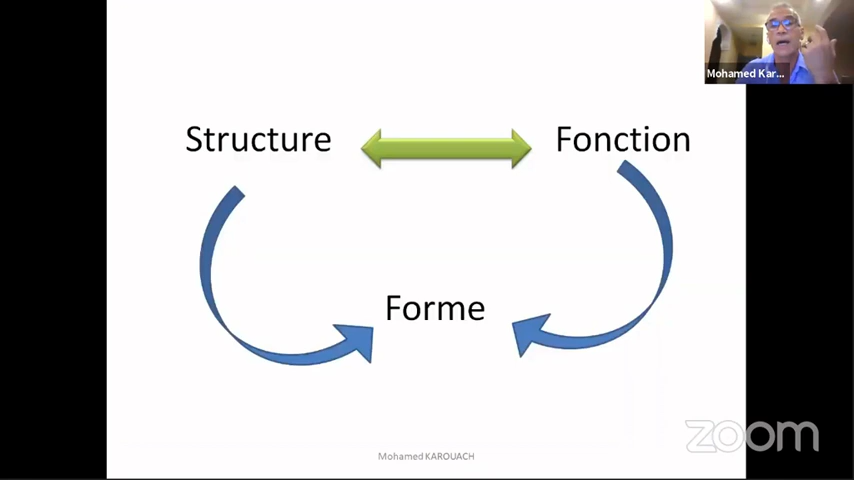 Mohamed Kar...
Structure
Fonction
Forme
zoom
Mohamed KAROUACH